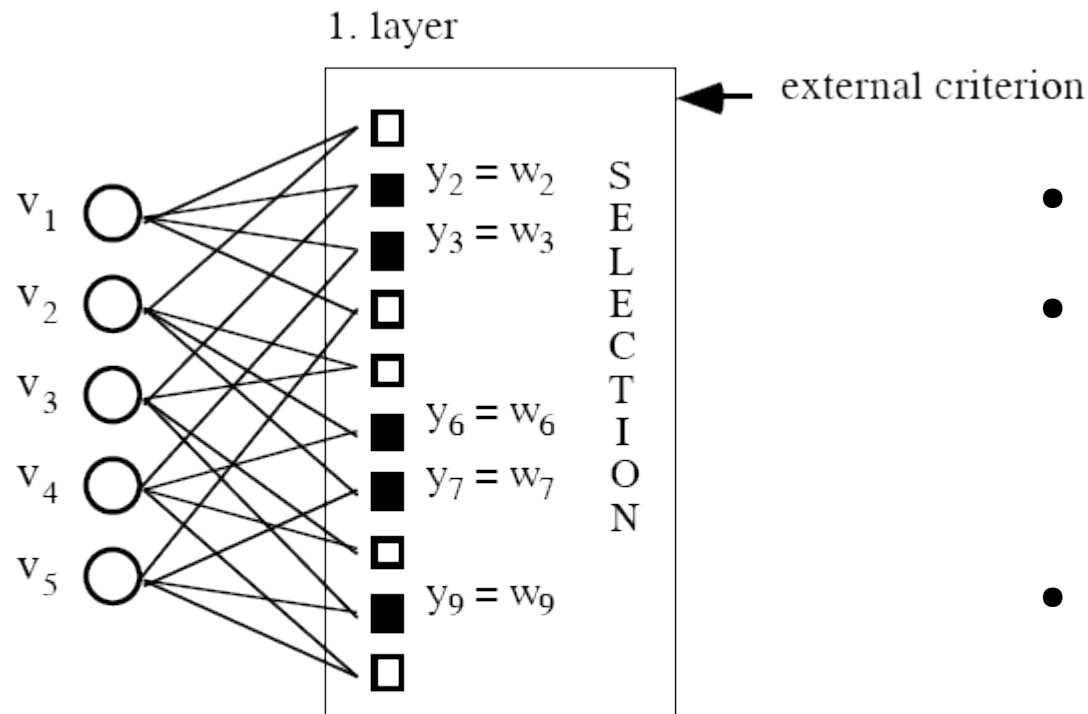 1. layer
external criterion
v₁
v₂
v₃
v₄
v₅
y₂ = w₂
y₃ = w₃
y₆ = w₆
y₇ = w₇
y₉ = w₉
SELECTION